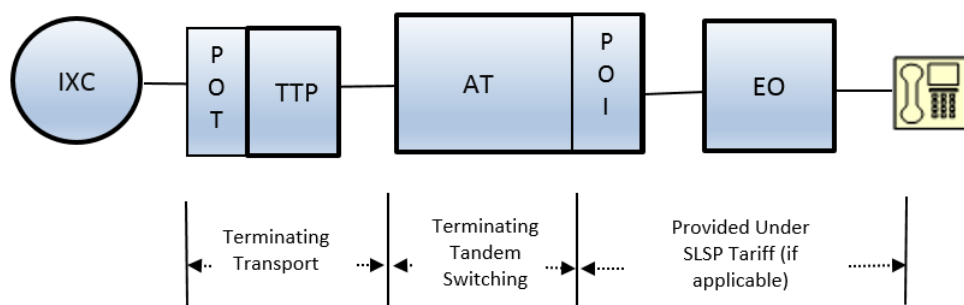 IXC
P
O
T
TTP
AT
P
O
I
EO
Terminating
Transport
Terminating
Tandem
Switching
Provided Under
SLSP Tariff (if
applicable)